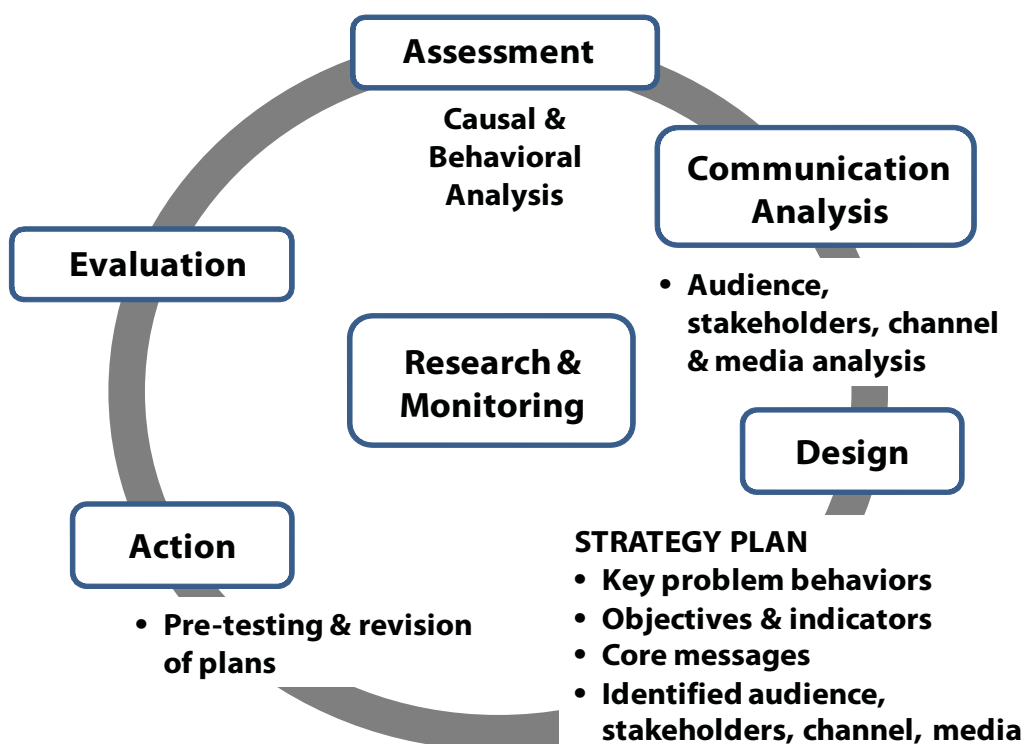 Assessment
Causal &
Behavioral
Analysis
Communication
Analysis
• Audience,
stakeholders, channel
& media analysis
Evaluation
Research &
Monitoring
Design
STRATEGY PLAN
• Key problem behaviors
• Objectives & indicators
• Core messages
• Identified audience,
stakeholders, channel, media
Action
• Pre-testing & revision
of plans